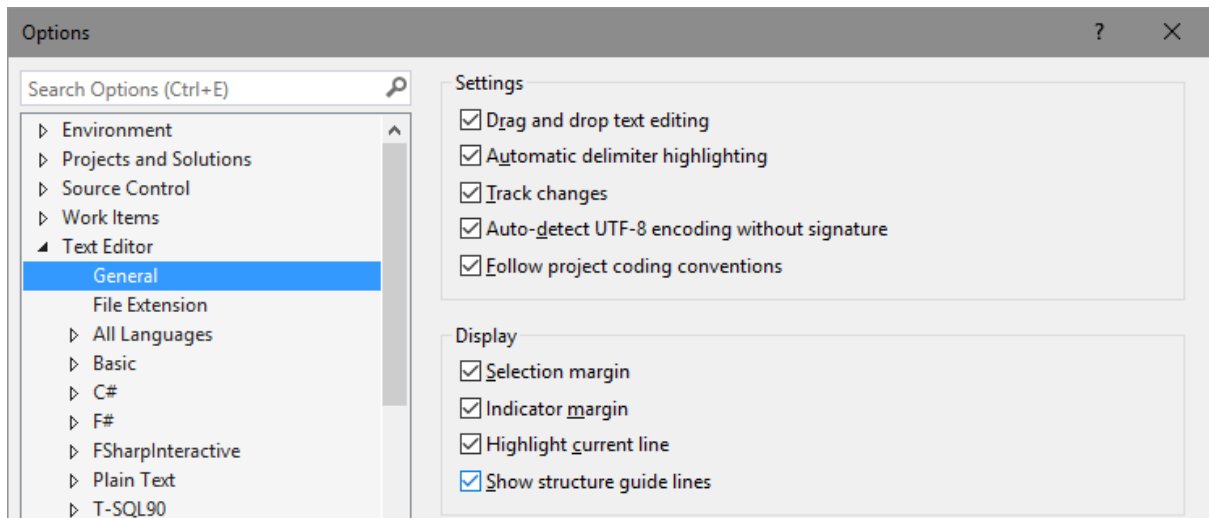 Options ?
Search Options (Ctrl+E)
Environment
Projects and Solutions
Source Control
Work Items
Text Editor
General
File Extension
All Languages
Basic
C#
F#
FSharpInteractive
Plain Text
T-SQL90
Settings
Drag and drop text editing
Automatic delimiter highlighting
Track changes
Auto-detect UTF-8 encoding without signature
Follow project coding conventions
Display
Selection margin
Indicator margin
Highlight current line
Show structure guide lines